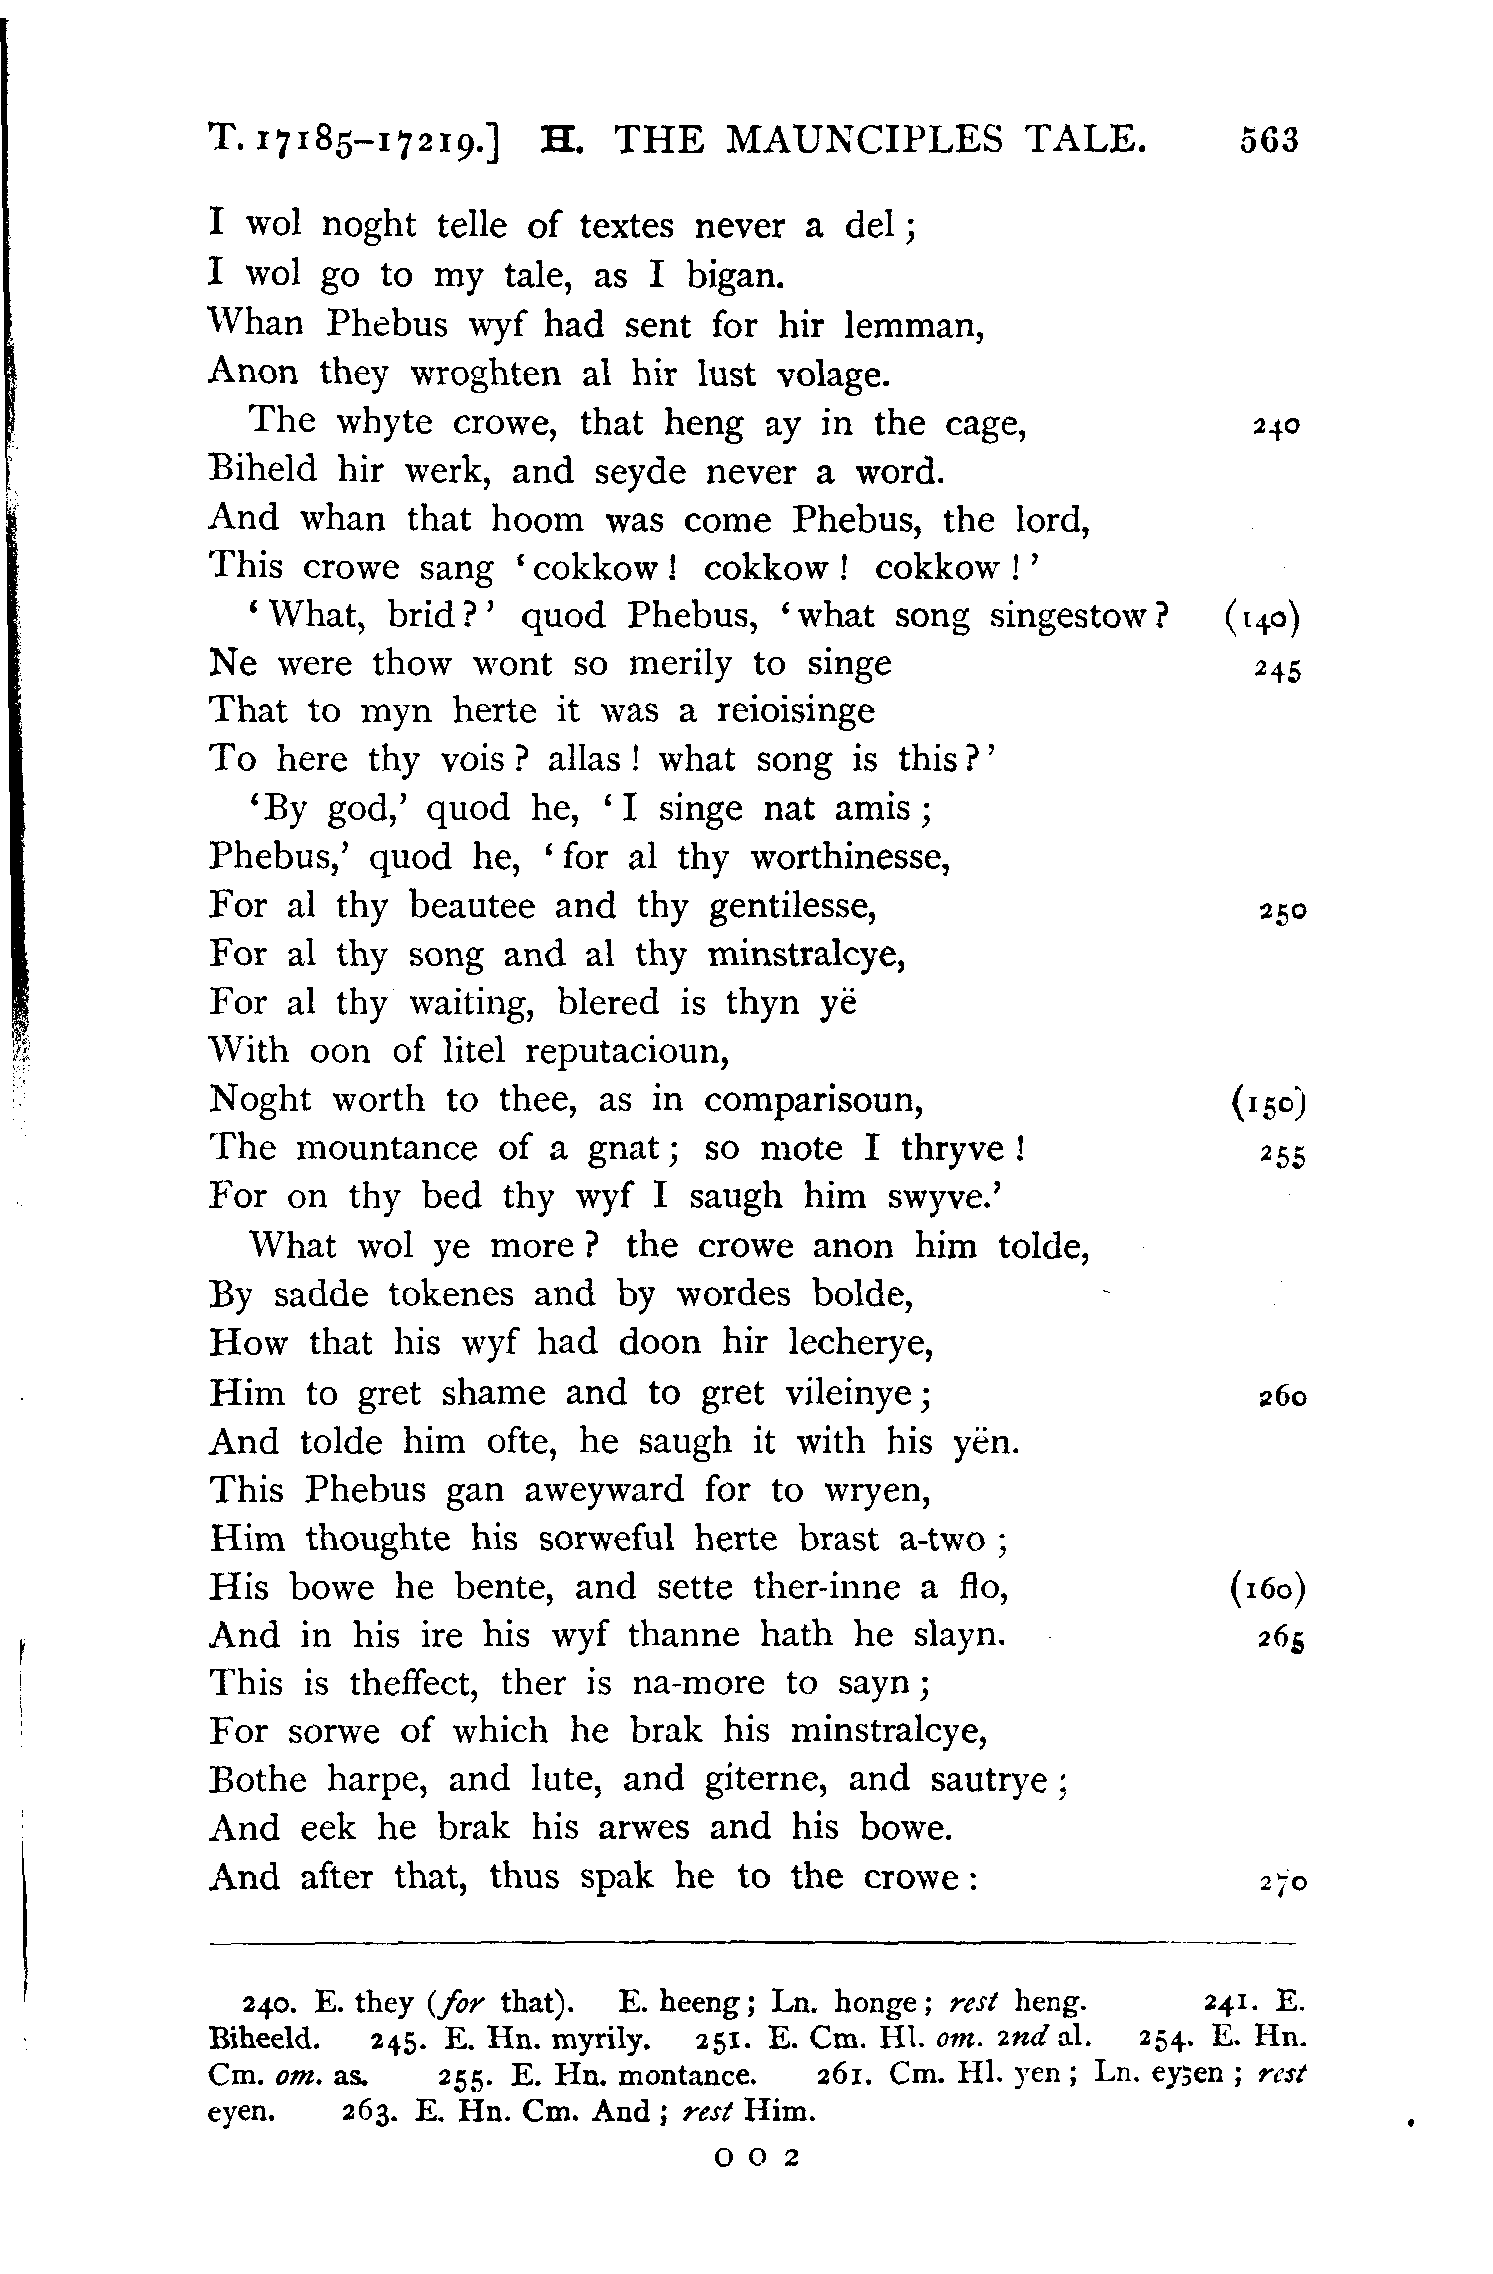 T. 17185–17219.] H. THE MAUNCIPLES TALE. 563
I wol noght telle of textes never a del ;
I wol go to my tale, as I bigan.
Whan Phebus wyf had sent for hir lemman,
Anon they wroghten al hir lust volage.
The whyte crowe, that heng ay in the cage, 240
Biheld hir werk, and seyde never a word.
And whan that hoom was come Phebus, the lord,
This crowe sang ‘cokkow ! cokkow ! cokkow !’
‘What, brid ?’ quod Phebus, ‘what song singestow ? (140)
Ne were thow wont so merily to singe 245
That to myn herte it was a reioisinge
To here thy vois ? allas ! what song is this ?’
‘By god,’ quod he, ‘I singe nat amis ;
Phebus,’ quod he, ‘for al thy worthinesse,
For al thy beautee and thy gentilesse, 250
For al thy song and al thy minstralcye,
For al thy waiting, blered is thyn yë
With oon of litel reputacioun,
Noght worth to thee, as in comparisoun, (150)
The mountance of a gnat ; so mote I thryve ! 255
For on thy bed thy wyf I saugh him swyve.’
What wol ye more ? the crowe anon him tolde,
By sadde tokenes and by wordes bolde,
How that his wyf had doon hir lecherye,
Him to gret shame and to gret vileinye ; 260
And tolde him ofte, he saugh it with his yën.
This Phebus gan aweyward for to wryen,
Him thoughte his sorweful herte brast a-two ;
His bowe he bente, and sette ther-inne a flo, (160)
And in his ire his wyf thanne hath he slayn. 265
This is theffect, ther is na-more to sayn ;
For sorwe of which he brak his minstralcye,
Bothe harpe, and lute, and giterne, and sautrye ;
And eek he brak his arwes and his bowe.
And after that, thus spak he to the crowe : 270
240. E. they (for that). E. heeng ; Ln. honge ; rest heng. 241. E.
Biheeld. 245. E. Hn. myrily. 251. E. Cm. Hl. om. 2nd al. 254. E. Hn.
Cm. om. as. 255. E. Hn. montance. 261. Cm. Hl. yen ; Ln. eyȝen ; rest
eyen. 263. E. Hn. Cm. And ; rest Him.
O O 2